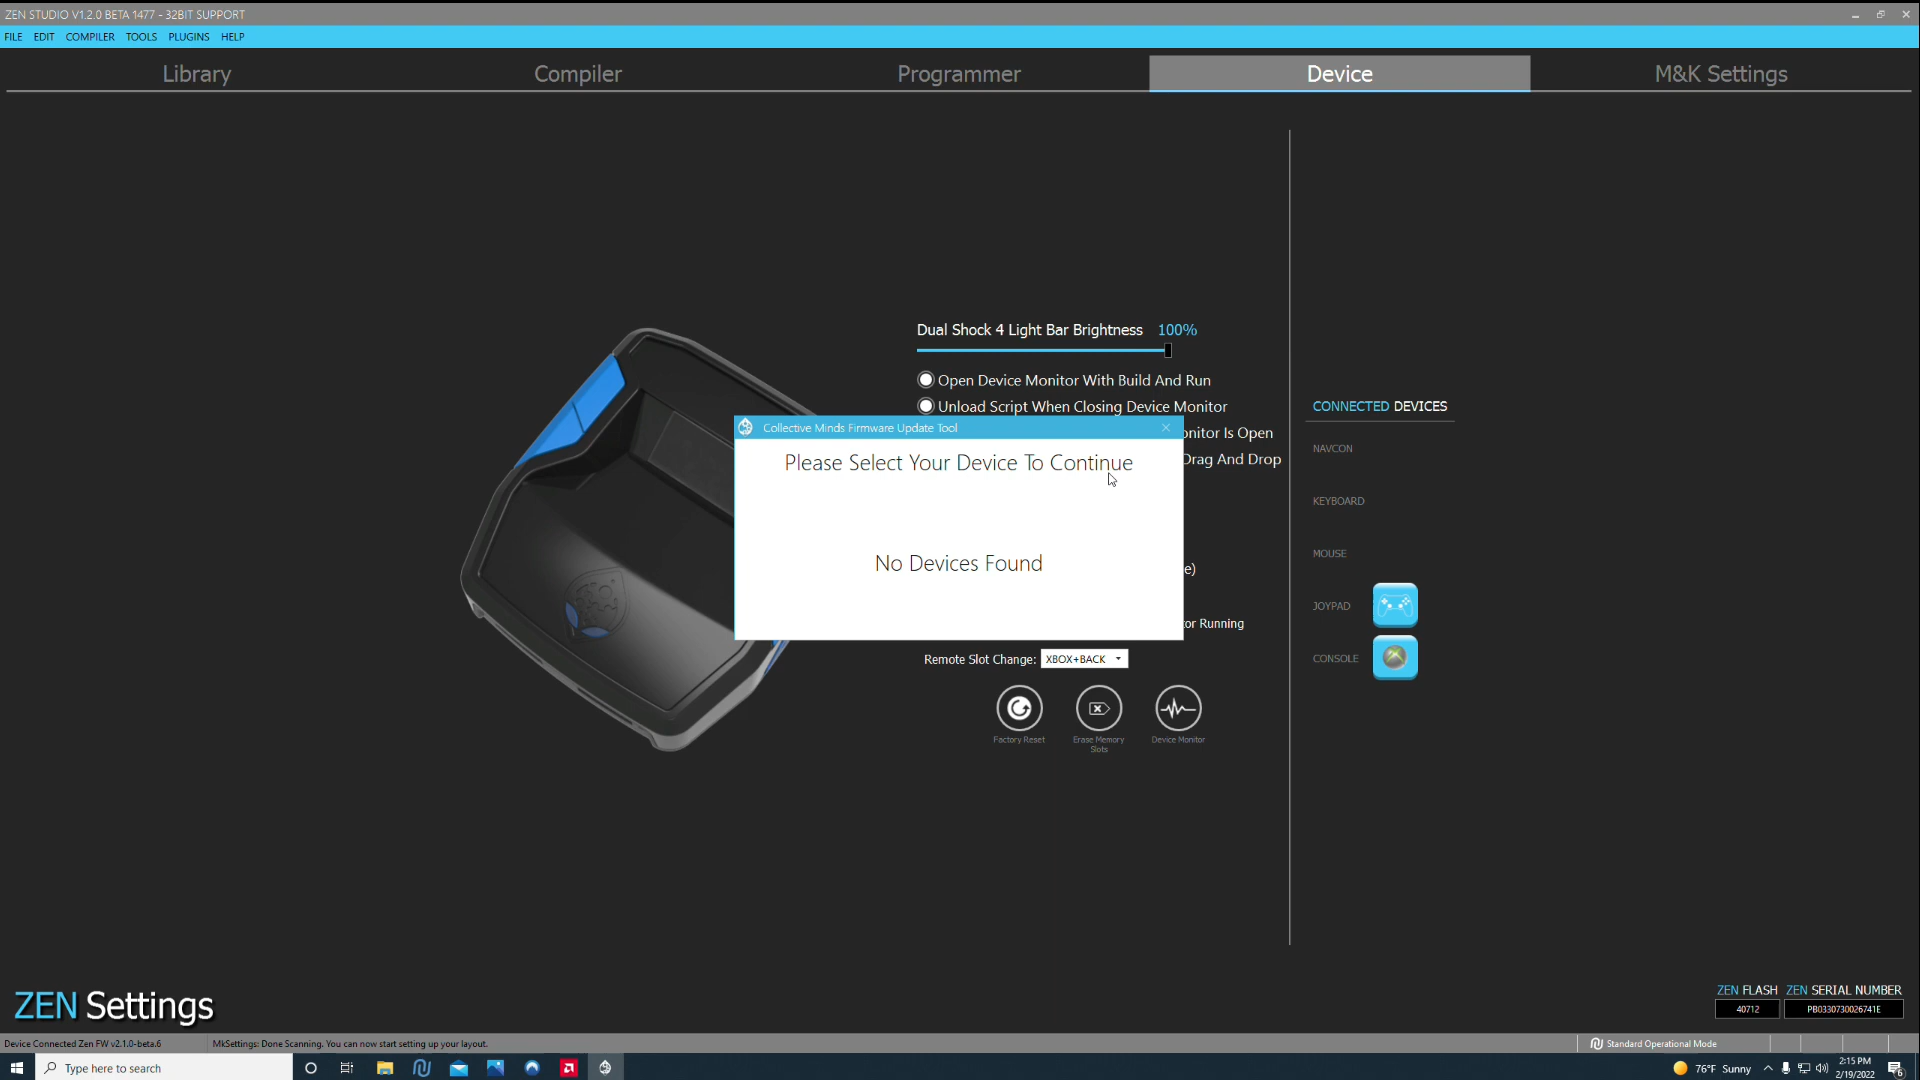 ZEN STUDIO V1.2.0 BETA 1477 - 32BIT SUPPORT
FILE EDIT COMPILER TOOLS PLUGINS HELP
Library Compiler Programmer Device M&K Settings
Dual Shock 4 Light Bar Brightness 100%
Open Device Monitor With Build And Run
Unload Script When Closing Device Monitor
Monitor Is Open
Drag And Drop
Collective Minds Firmware Update Tool
Please Select Your Device To Continue
No Devices Found
e)
or Running
Remote Slot Change: XBOX+BACK
Factory Reset
Erase Memory
Slots
Device Monitor
CONNECTED DEVICES
NAVCON
KEYBOARD
MOUSE
JOYPAD
CONSOLE
ZEN Settings
ZEN FLASH ZEN SERIAL NUMBER
40712 PB0330730026741E
Device Connected Zen FW v2.1.0-beta.6 MkSettings: Done Scanning. You can now start setting up your layout. Standard Operational Mode
Type here to search
76°F Sunny
2:15 PM
2/19/2022
6